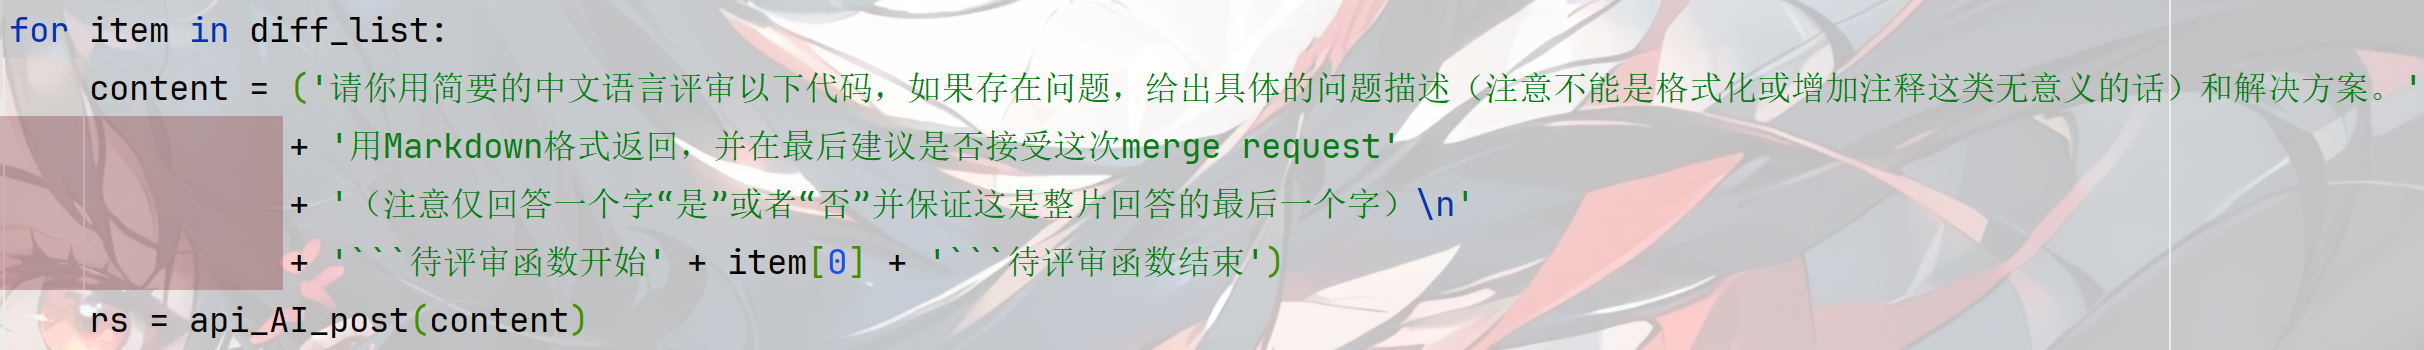 for item in diff_list:
    content = ('请你用简要的中文语言评审以下代码，如果存在问题，给出具体的问题描述（注意不能是格式化或增加注释这类无意义的话）和解决方案。'
              + '用Markdown格式返回，并在最后建议是否接受这次merge request'
              + '（注意仅回答一个字“是”或者“否”并保证这是整片回答的最后一个字）\n'
              + '```待评审函数开始' + item[0] + '```待评审函数结束')
    rs = api_AI_post(content)